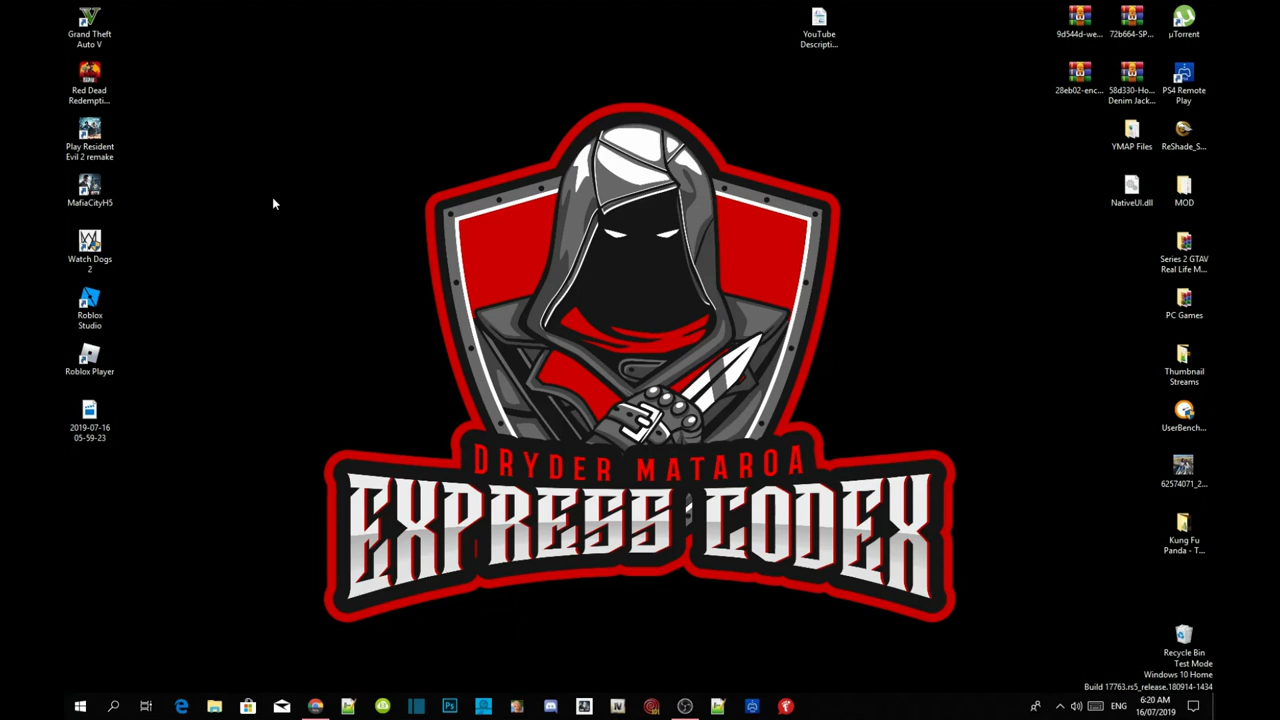 Grand Theft
Auto V
Red Dead
Redempti...
Play Resident
Evil 2 remake
MafiaCityH5
Watch Dogs
2
Roblox
Studio
Roblox Player
2019-07-16
05-59-23
YouTube
Descripti...
DRYDER MATAROA
EXPRESS CODEX
9d544d-we...
72b664-SP...
µTorrent
28eb02-enc...
58d330-Ho...
Denim Jack...
PS4 Remote
Play
YMAP Files
ReShade_S...
NativeUI.dll
MOD
Series 2 GTAV
Real Life M...
PC Games
Thumbnail
Streams
UserBench...
62574071_2...
Kung Fu
Panda - T...
Recycle Bin
Test Mode
Windows 10 Home
Build 17763.rs5_release.180914-1434
Ps
IV
ENG
6:20 AM
16/07/2019